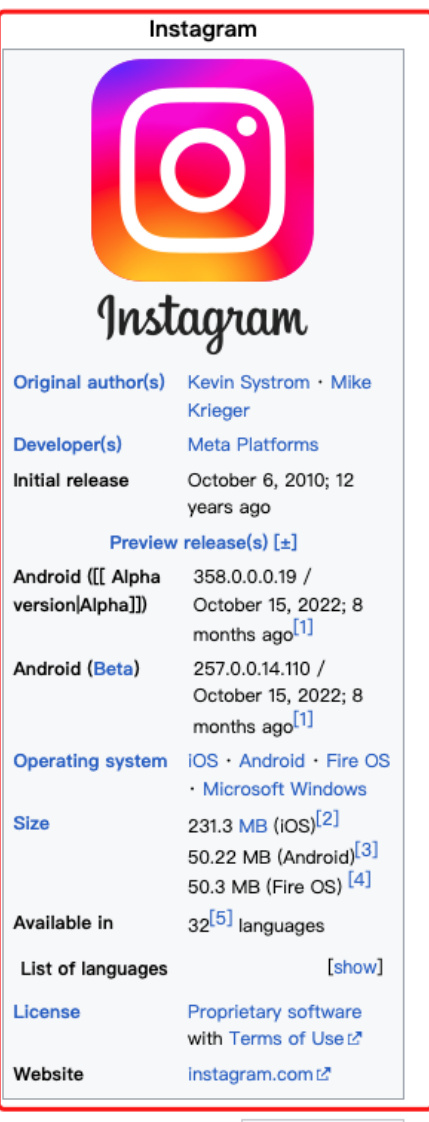 Instagram
Instagram
Original author(s) Kevin Systrom · Mike
Krieger
Developer(s) Meta Platforms
Initial release October 6, 2010; 12
years ago
Preview release(s) [±]
Android ([[ Alpha 358.0.0.0.19 /
version|Alpha]]) October 15, 2022; 8
months ago[1]
Android (Beta) 257.0.0.14.110 /
October 15, 2022; 8
months ago[1]
Operating system iOS · Android · Fire OS
· Microsoft Windows
Size 231.3 MB (iOS)[2]
50.22 MB (Android)[3]
50.3 MB (Fire OS) [4]
Available in 32[5] languages
List of languages [show]
License Proprietary software
with Terms of Use
Website instagram.com